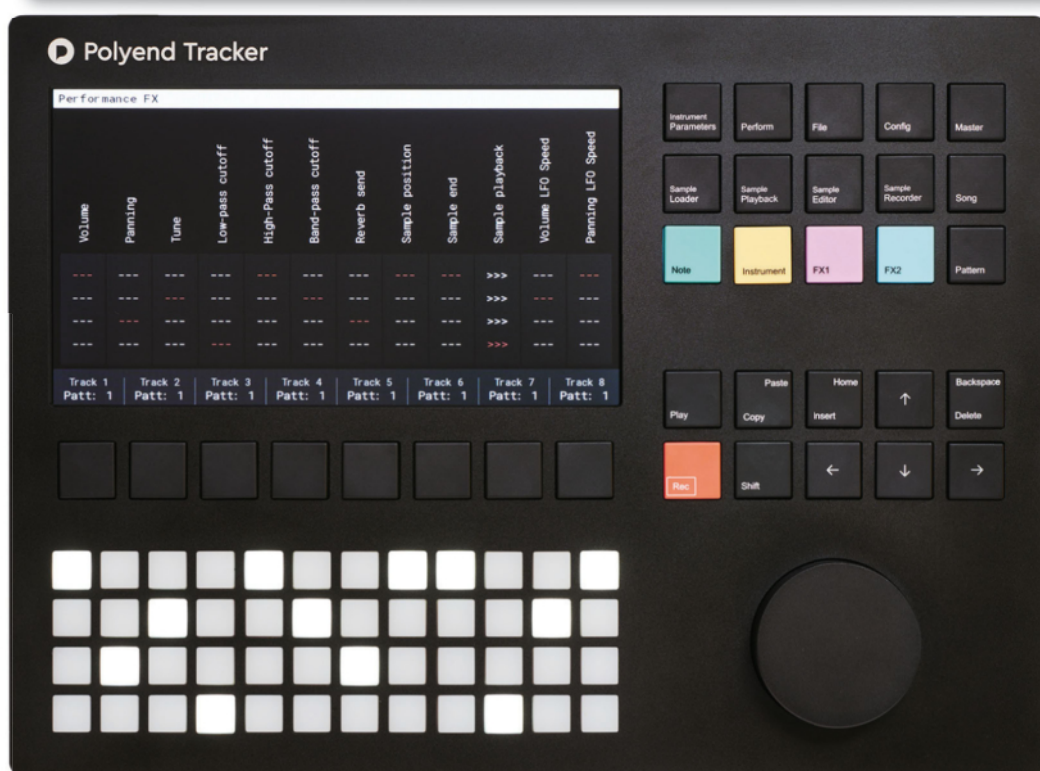 Polyend Tracker
Performance FX
Volume
Panning
Tune
Low-pass cutoff
High-Pass cutoff
Band-pass cutoff
Reverb send
Sample position
Sample end
Sample playback
Volume LFO Speed
Panning LFO Speed
--- --- --- --- --- --- --- --- --- >>> --- ---
--- --- --- --- --- --- --- --- --- >>> --- ---
--- --- --- --- --- --- --- --- --- >>> --- ---
--- --- --- --- --- --- --- --- --- >>> --- ---
Track 1 Track 2 Track 3 Track 4 Track 5 Track 6 Track 7 Track 8
Patt: 1 Patt: 1 Patt: 1 Patt: 1 Patt: 1 Patt: 1 Patt: 1 Patt: 1
Instrument
Parameters Perform File Config Master
Sample Sample Sample Sample
Loader Playback Editor Recorder Song
Note Instrument FX1 FX2 Pattern
Paste Home Backspace
Play Copy Insert ↑ Delete
Rec Shift ← ↓ →